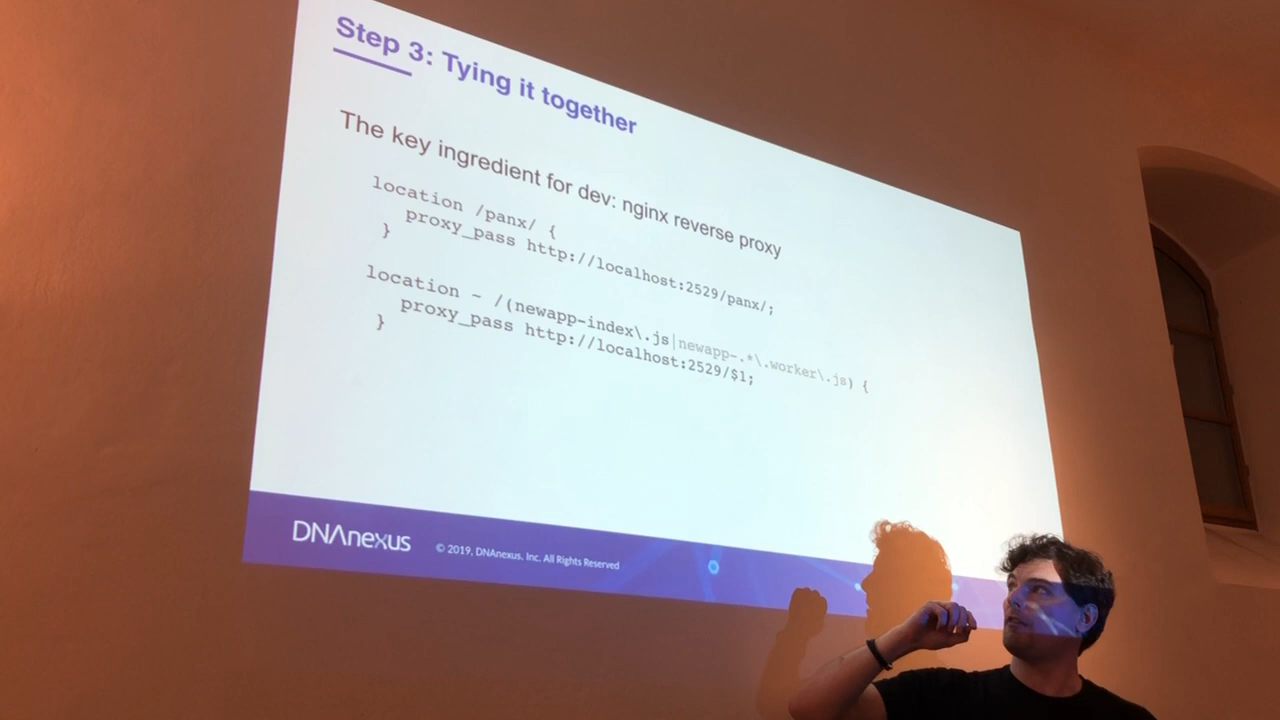 Step 3: Tying it together
The key ingredient for dev: nginx reverse proxy
location /panx/ {
proxy_pass http://localhost:2529/panx/;
}
location ~ /(newapp-index\.js|newapp-.*\.worker\.js) {
proxy_pass http://localhost:2529/$1;
}
DNAnexus
© 2019, DNAnexus, Inc. All Rights Reserved